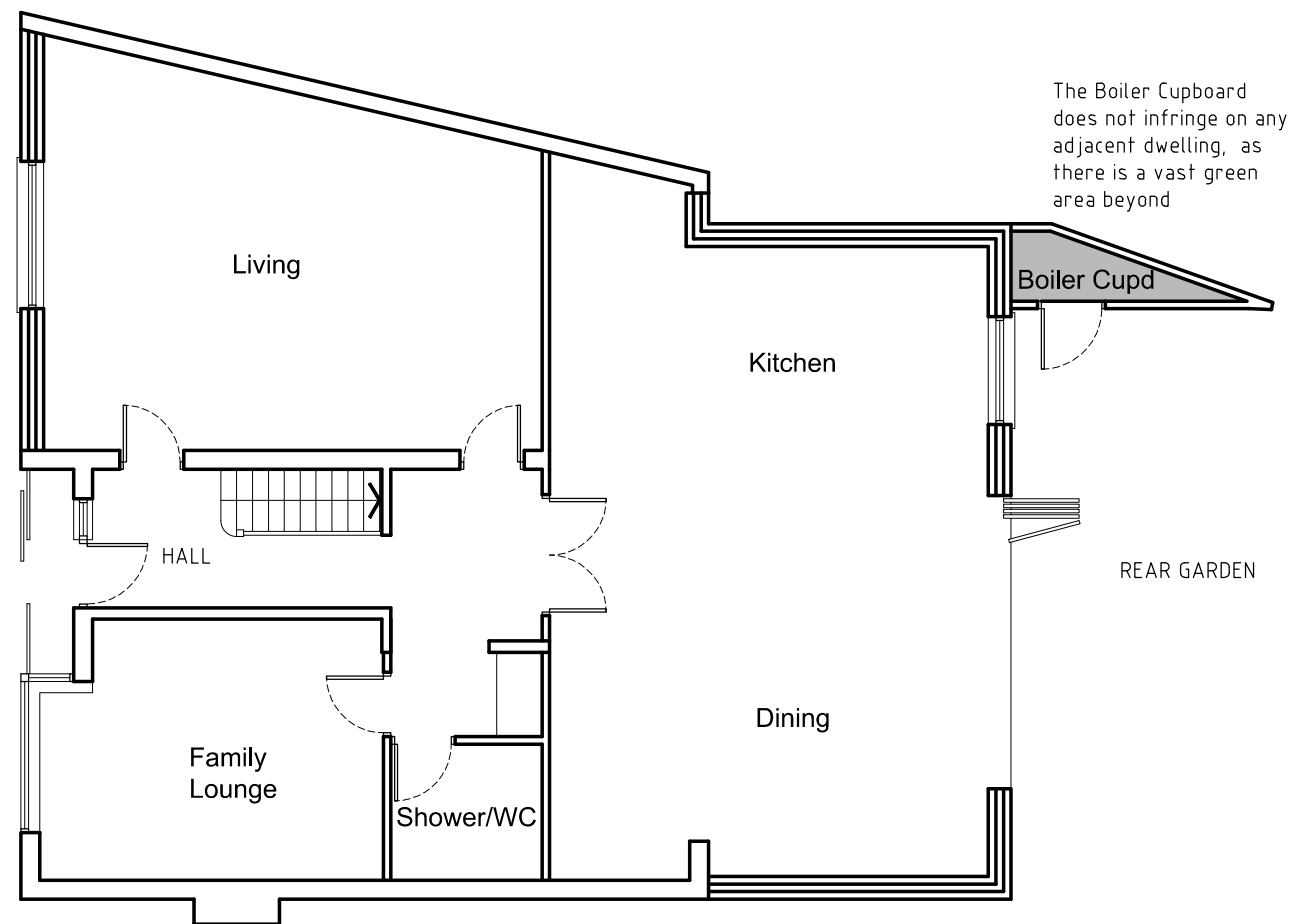 The Boiler Cupboard
does not infringe on any
adjacent dwelling, as
there is a vast green
area beyond
Living
Boiler Cupd
Kitchen
HALL
REAR GARDEN
Dining
Family
Lounge
Shower/WC